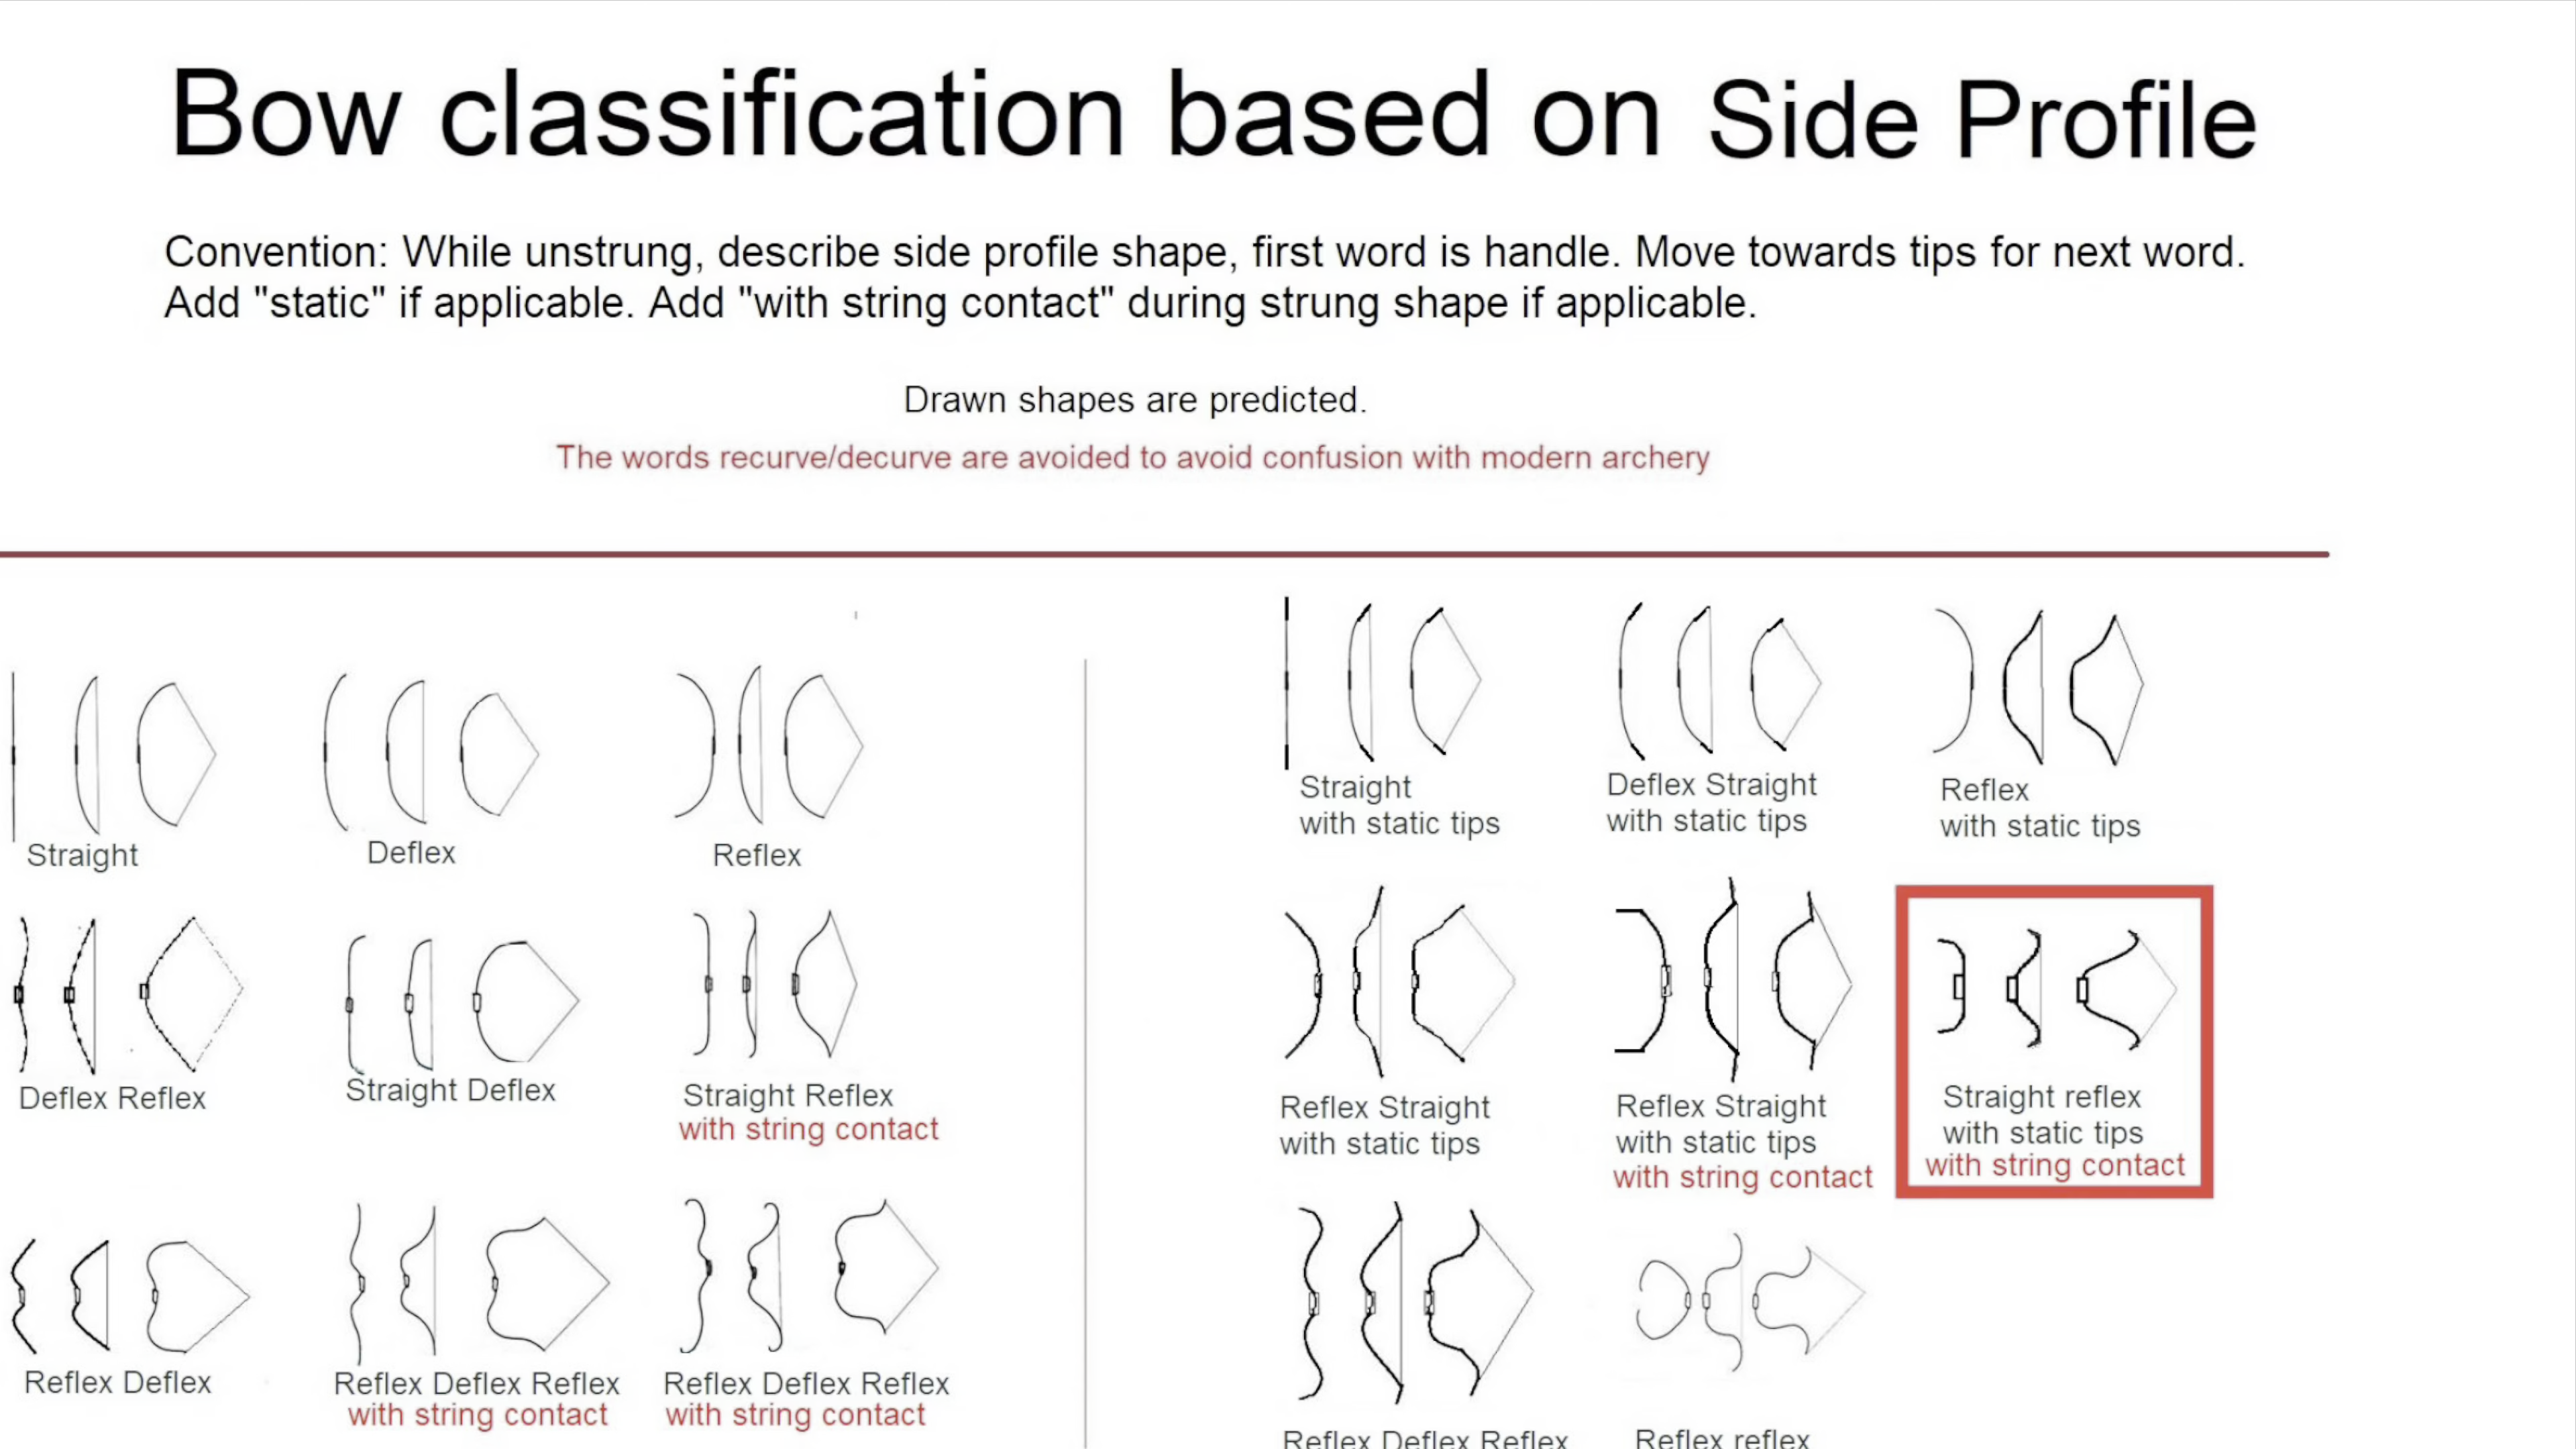 Bow classification based on Side Profile
Convention: While unstrung, describe side profile shape, first word is handle. Move towards tips for next word.
Add "static" if applicable. Add "with string contact" during strung shape if applicable.
Drawn shapes are predicted.
The words recurve/decurve are avoided to avoid confusion with modern archery
Straight
Deflex
Reflex
Deflex Reflex
Straight Deflex
Straight Reflex
with string contact
Reflex Deflex
Reflex Deflex Reflex
with string contact
Reflex Deflex Reflex
with string contact
Straight
with static tips
Deflex Straight
with static tips
Reflex
with static tips
Reflex Straight
with static tips
Reflex Straight
with static tips
with string contact
Straight reflex
with static tips
with string contact
Reflex Deflex Reflex
Reflex reflex